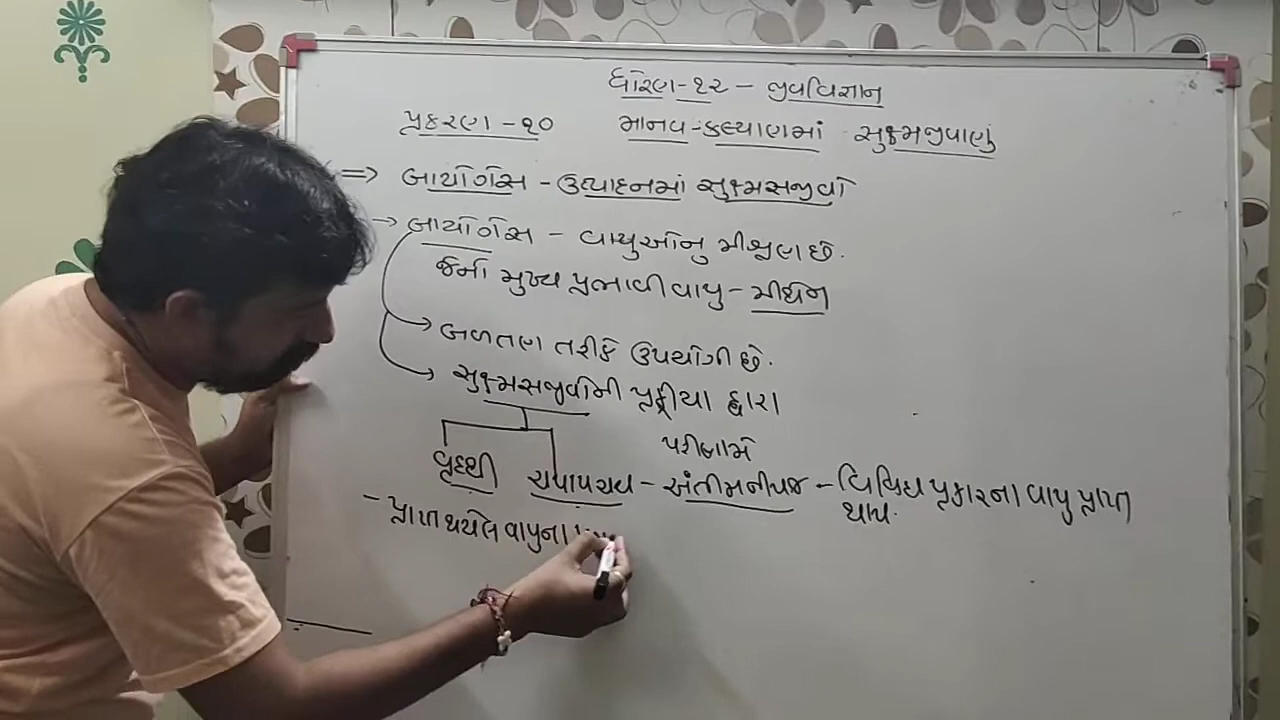 ધોરણ-૧૨ - જીવવિજ્ઞાન
પ્રકરણ -૧૦ માનવ-કલ્યાણમાં સુક્ષ્મજીવાણું
=> બાયોગેસ - ઉત્પાદનમાં સુક્ષ્મસજીવો
-> બાયોગેસ - વાયુઓનુ મીશ્રણ છે.
જેનો મુખ્ય પ્રભાવી વાયુ - મીથેન
-> બળતણ તરીકે ઉપયોગી છે.
-> સુક્ષ્મસજીવોની પ્રક્રીયા દ્વારા
પરીણામે
વૃદ્ધી ચયાપચય - અંતીમનીપજ - વિવિધ પ્રકારના વાયુ પ્રાપ્ત
થાય.
- પ્રાપ્ત થયેલ વાયુના